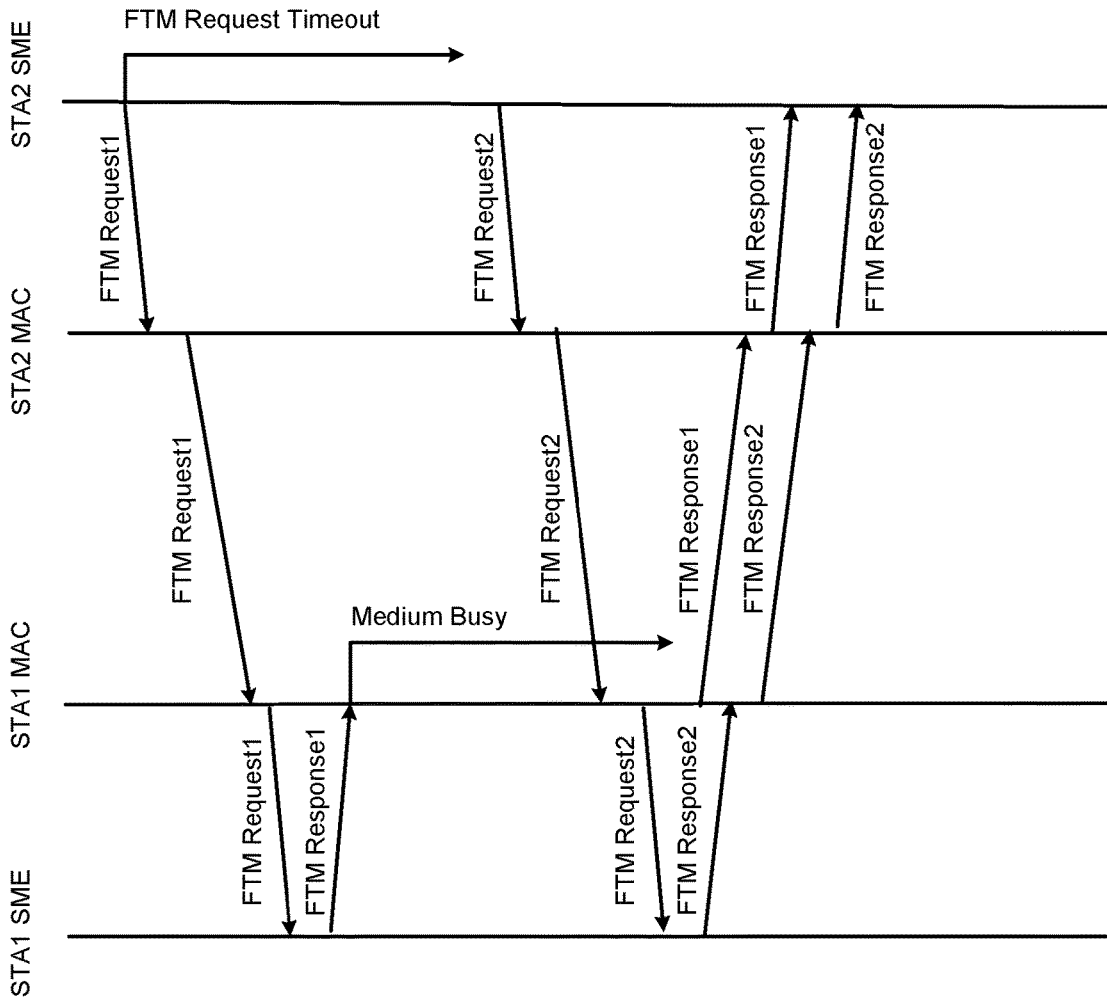 FTM Request Timeout
STA2 SME
FTM Request1
FTM Request2
FTM Response1
FTM Response2
STA2 MAC
FTM Request1
FTM Request2
FTM Response1
FTM Response2
Medium Busy
STA1 MAC
FTM Request1
FTM Response1
FTM Request2
FTM Response2
STA1 SME